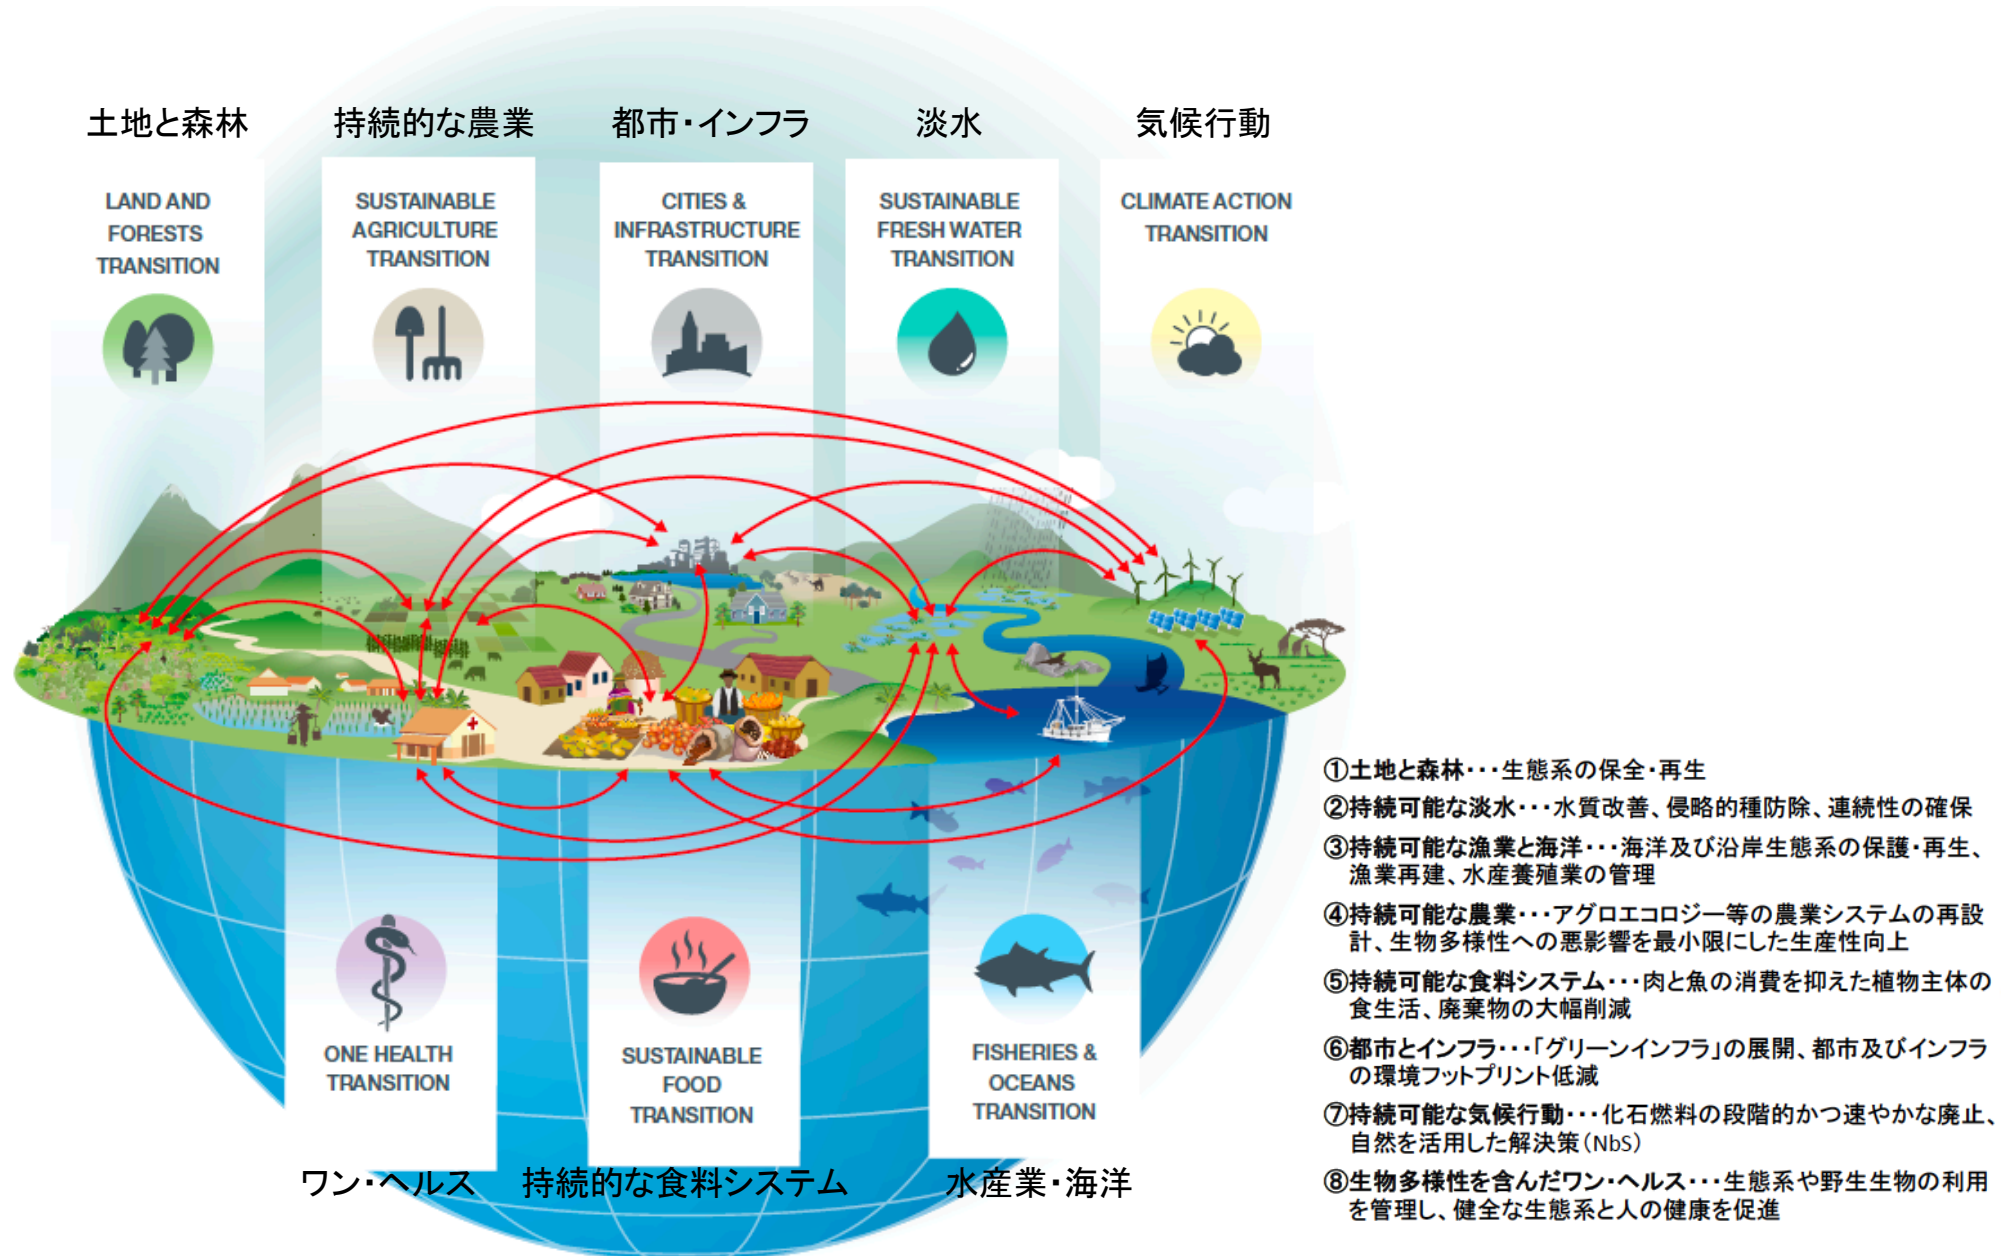 土地と森林
持続的な農業
都市・インフラ
淡水
気候行動
LAND AND
FORESTS
TRANSITION
SUSTAINABLE
AGRICULTURE
TRANSITION
CITIES &
INFRASTRUCTURE
TRANSITION
SUSTAINABLE
FRESH WATER
TRANSITION
CLIMATE ACTION
TRANSITION
ONE HEALTH
TRANSITION
SUSTAINABLE
FOOD
TRANSITION
FISHERIES &
OCEANS
TRANSITION
ワン・ヘルス
持続的な食料システム
水産業・海洋
①土地と森林・・・生態系の保全・再生
②持続可能な淡水・・・水質改善、侵略的種防除、連続性の確保
③持続可能な漁業と海洋・・・海洋及び沿岸生態系の保護・再生、
漁業再建、水産養殖業の管理
④持続可能な農業・・・アグロエコロジー等の農業システムの再設
計、生物多様性への悪影響を最小限にした生産性向上
⑤持続可能な食料システム・・・肉と魚の消費を抑えた植物主体の
食生活、廃棄物の大幅削減
⑥都市とインフラ・・・「グリーンインフラ」の展開、都市及びインフラ
の環境フットプリント低減
⑦持続可能な気候行動・・・化石燃料の段階的かつ速やかな廃止、
自然を活用した解決策(NbS)
⑧生物多様性を含んだワン・ヘルス・・・生態系や野生生物の利用
を管理し、健全な生態系と人の健康を促進